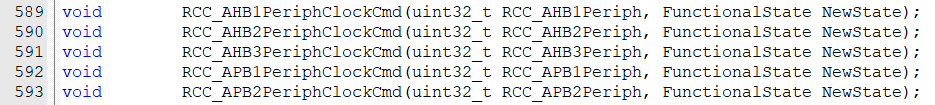 589 void RCC_AHB1PeriphClockCmd(uint32_t RCC_AHB1Periph, FunctionalState NewState);
590 void RCC_AHB2PeriphClockCmd(uint32_t RCC_AHB2Periph, FunctionalState NewState);
591 void RCC_AHB3PeriphClockCmd(uint32_t RCC_AHB3Periph, FunctionalState NewState);
592 void RCC_APB1PeriphClockCmd(uint32_t RCC_APB1Periph, FunctionalState NewState);
593 void RCC_APB2PeriphClockCmd(uint32_t RCC_APB2Periph, FunctionalState NewState);